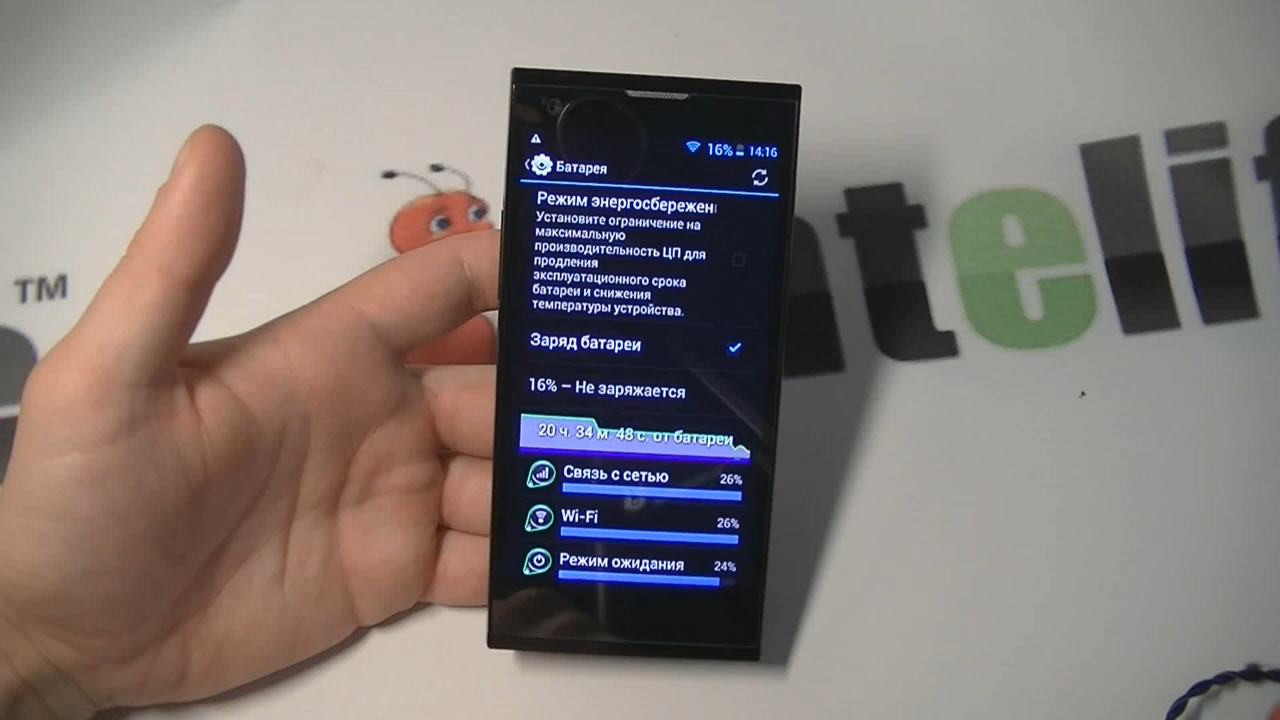 TM
teli
16% 14:16
Батарея
Режим энергосбережен
Установите ограничение на
максимальную
производительность ЦП для
продления
эксплуатационного срока
батареи и снижения
температуры устройства.
Заряд батареи
16% – Не заряжается
20 ч. 34 м. 48 с. от батареи
Связь с сетью 26%
Wi-Fi 26%
Режим ожидания 24%